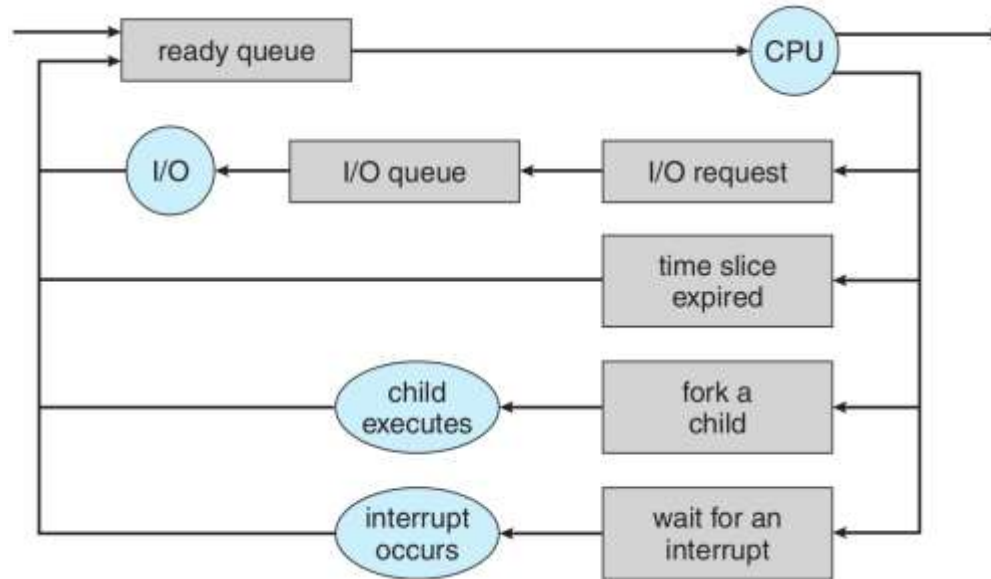 ready queue
CPU
I/O
I/O queue
I/O request
time slice
expired
child
executes
fork a
child
interrupt
occurs
wait for an
interrupt